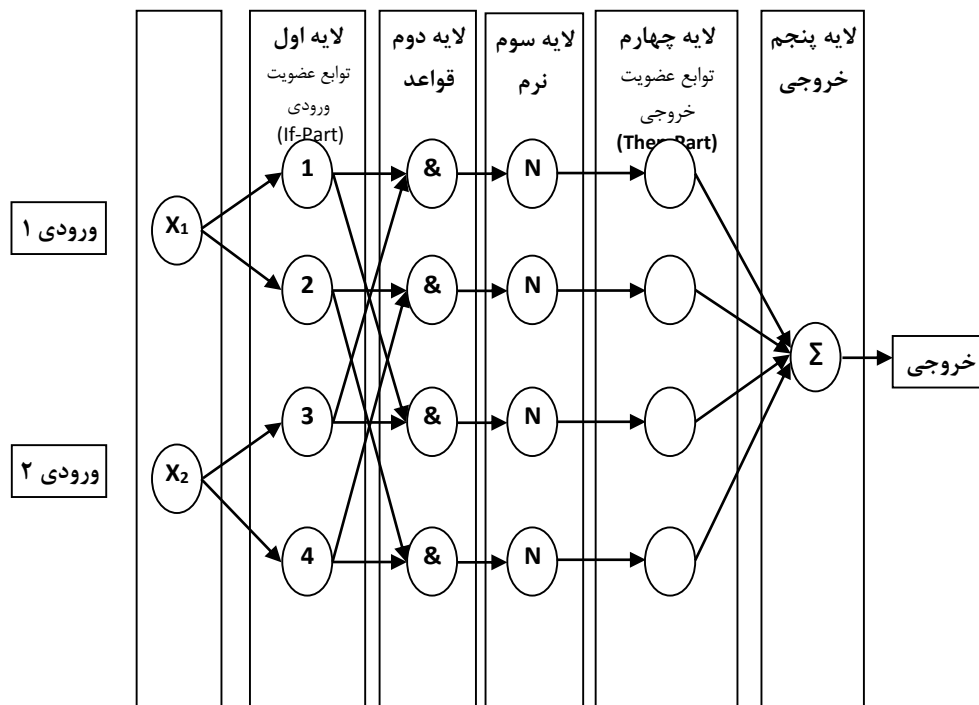 لایه اول
توابع عضویت
ورودی
(If-Part)
لایه دوم
قواعد
لایه سوم
نرم
لایه چهارم
توابع عضویت
خروجی
(Then-Part)
لایه پنجم
خروجی
1
&
N
ورودی ۱
X₁
2
&
N
Σ
خروجی
3
&
N
ورودی ۲
X₂
4
&
N